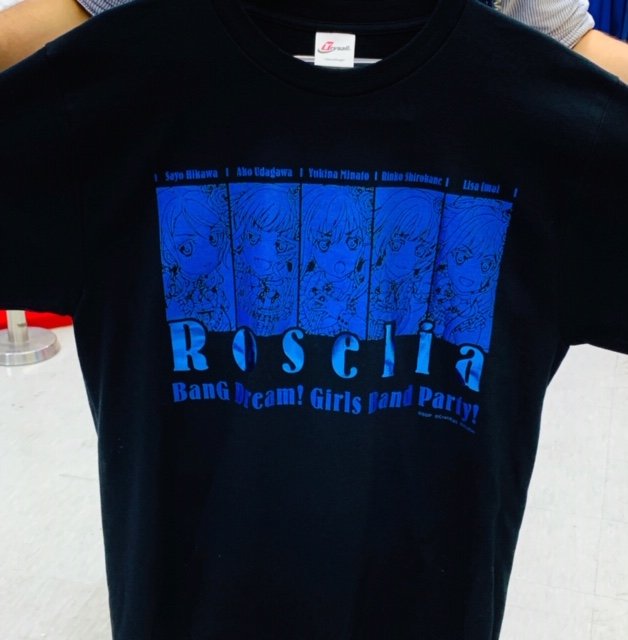 Sayo Hikawa | Ako Udagawa | Yukina Minato | Rinko Shirokane | Lisa Imai |
Roselia
BanG Dream! Girls Band Party!